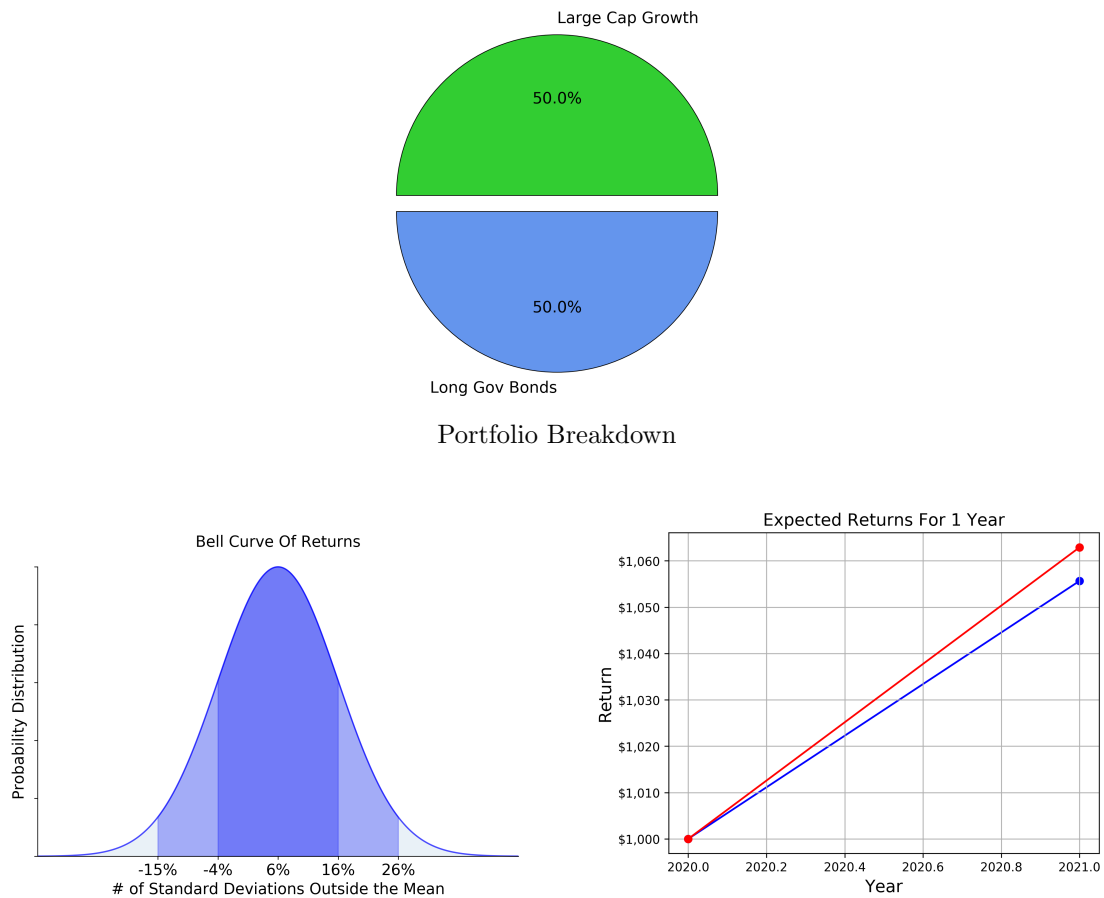 Large Cap Growth
50.0%
50.0%
Long Gov Bonds
Portfolio Breakdown
Bell Curve Of Returns
Probability Distribution
-15% -4% 6% 16% 26%
# of Standard Deviations Outside the Mean
Expected Returns For 1 Year
Return
$1,060
$1,050
$1,040
$1,030
$1,020
$1,010
$1,000
2020.0 2020.2 2020.4 2020.6 2020.8 2021.0
Year